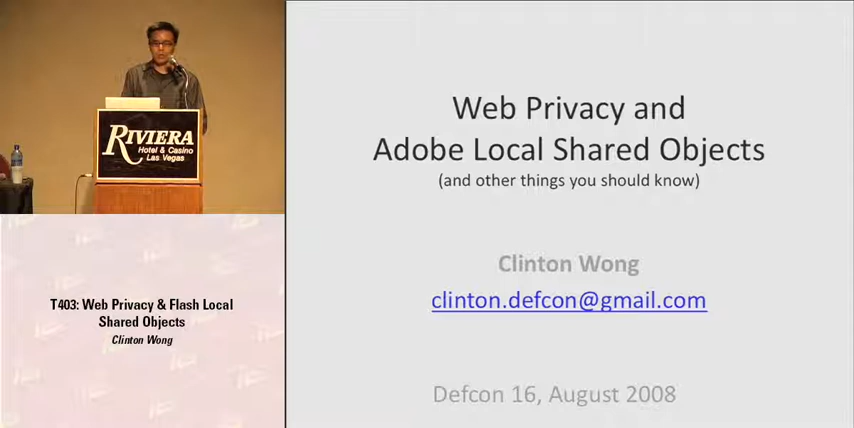 RIVIERA
Hotel & Casino
Las Vegas
T403: Web Privacy & Flash Local
Shared Objects
Clinton Wong
Web Privacy and
Adobe Local Shared Objects
(and other things you should know)
Clinton Wong
clinton.defcon@gmail.com
Defcon 16, August 2008